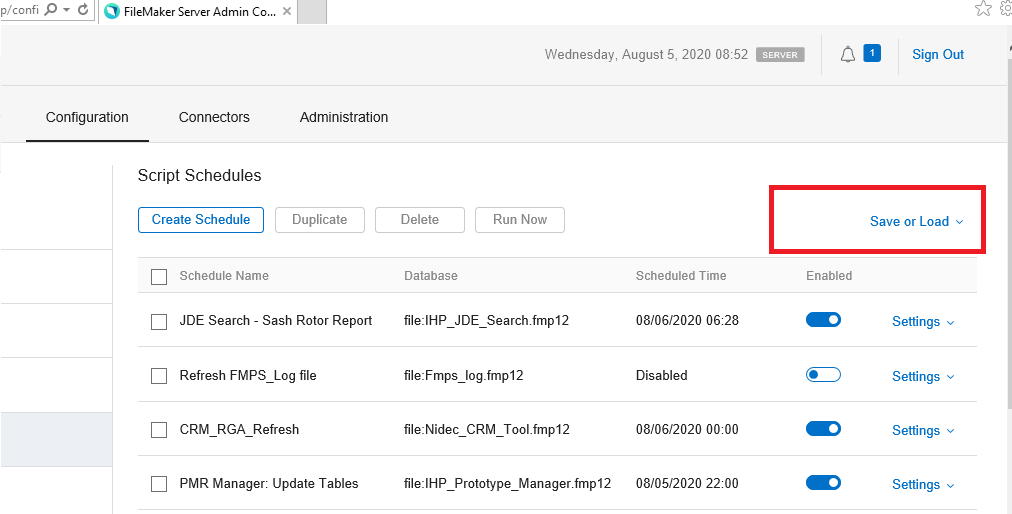 p/confi
FileMaker Server Admin Co...
Wednesday, August 5, 2020 08:52 SERVER 1 Sign Out
Configuration Connectors Administration
Script Schedules
Create Schedule Duplicate Delete Run Now Save or Load
Schedule Name Database Scheduled Time Enabled
JDE Search - Sash Rotor Report file:IHP_JDE_Search.fmp12 08/06/2020 06:28 Settings
Refresh FMPS_Log file file:Fmps_log.fmp12 Disabled Settings
CRM_RGA_Refresh file:Nidec_CRM_Tool.fmp12 08/06/2020 00:00 Settings
PMR Manager: Update Tables file:IHP_Prototype_Manager.fmp12 08/05/2020 22:00 Settings